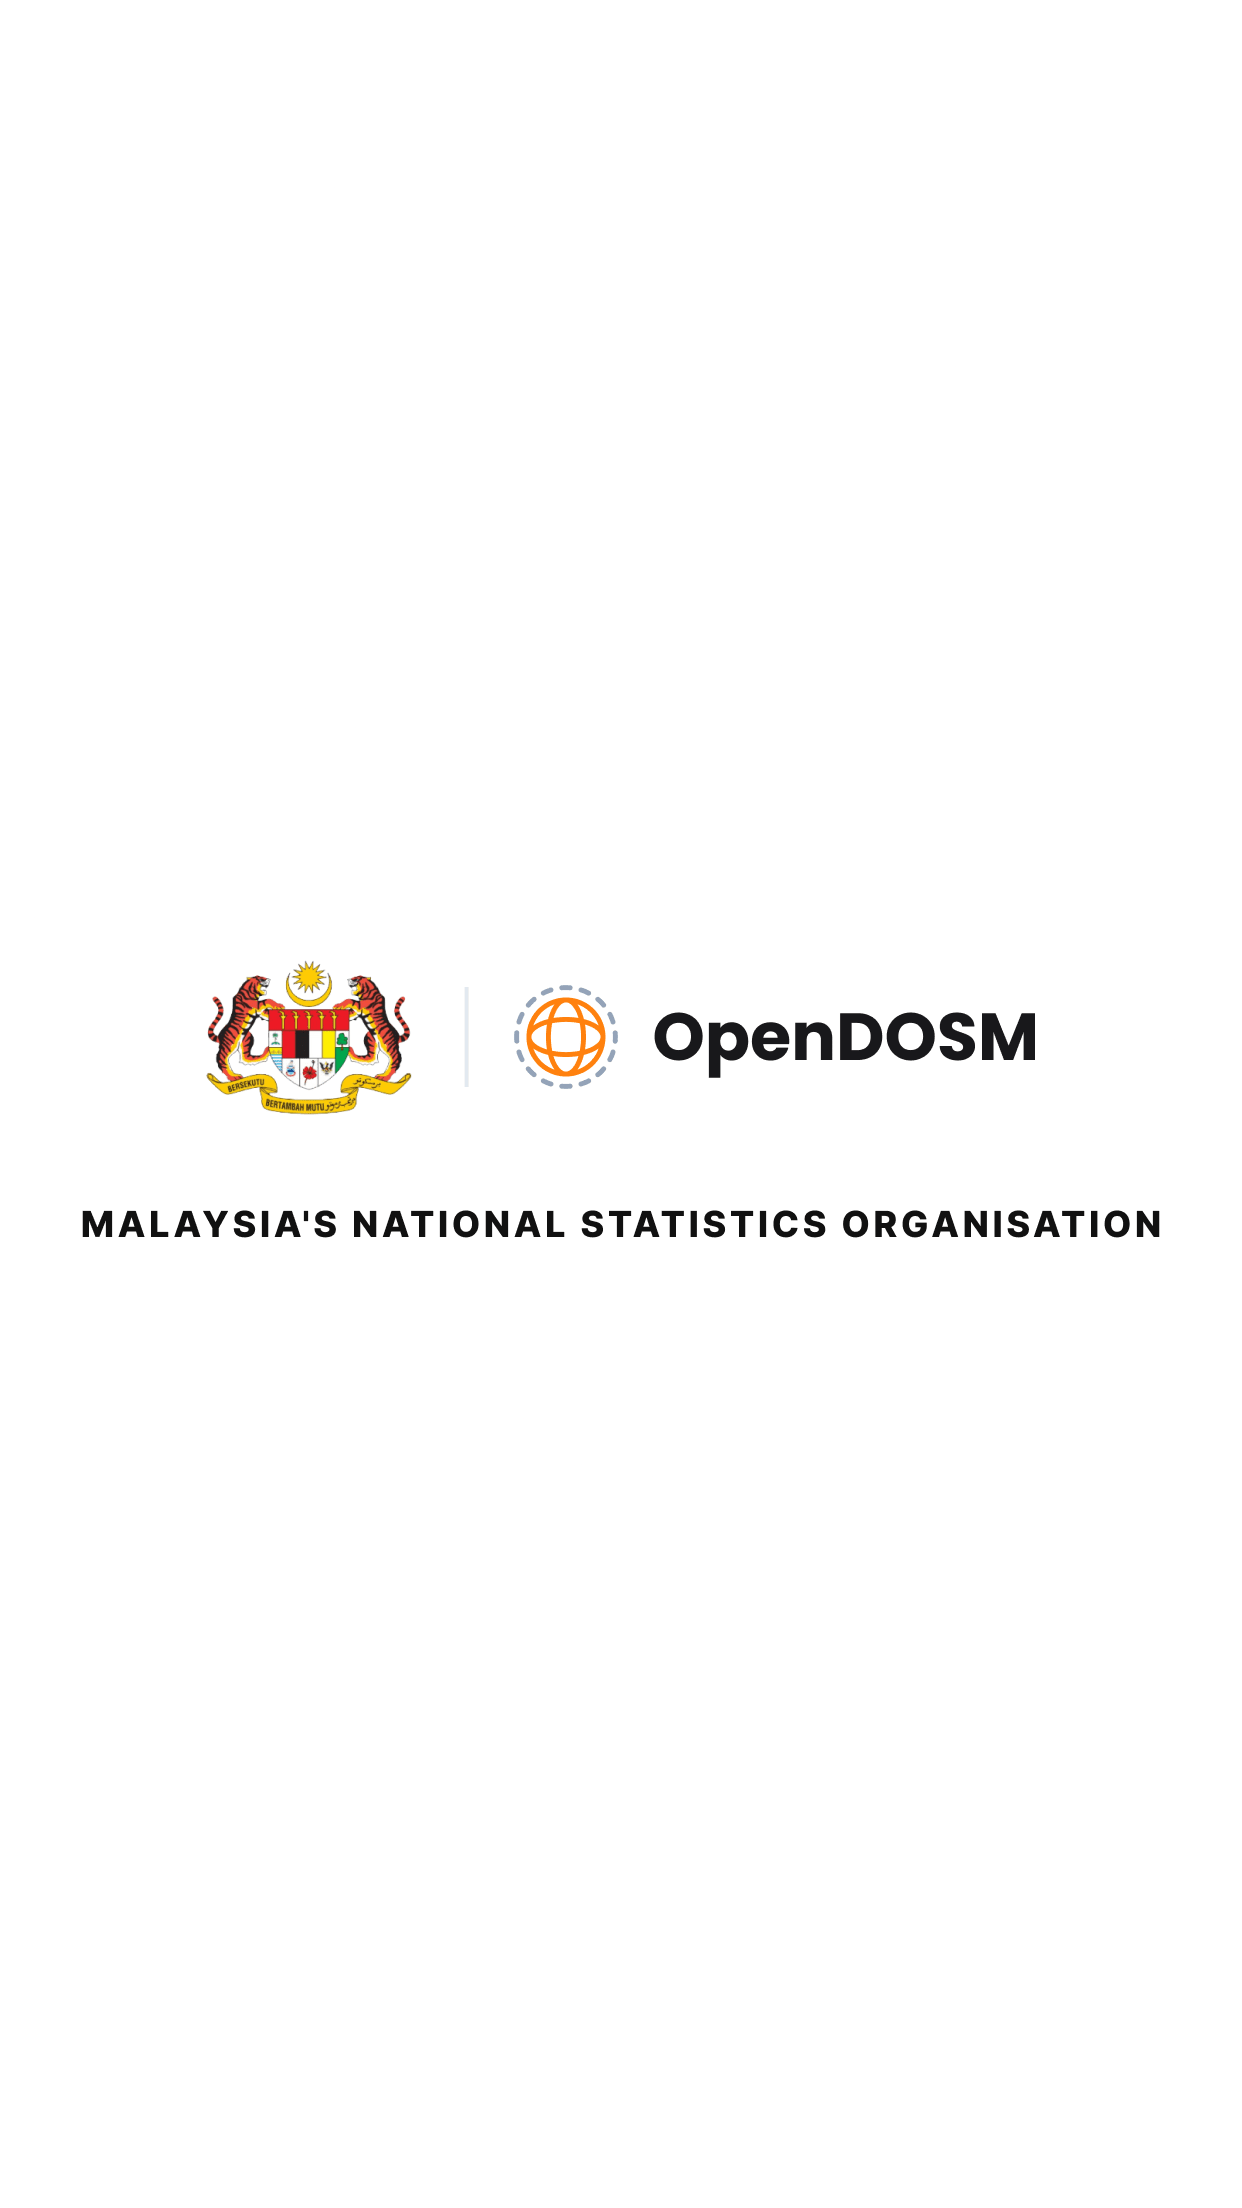 OpenDOSM
BERSEKUTU
BERTAMBAH MUTU
MALAYSIA'S NATIONAL STATISTICS ORGANISATION